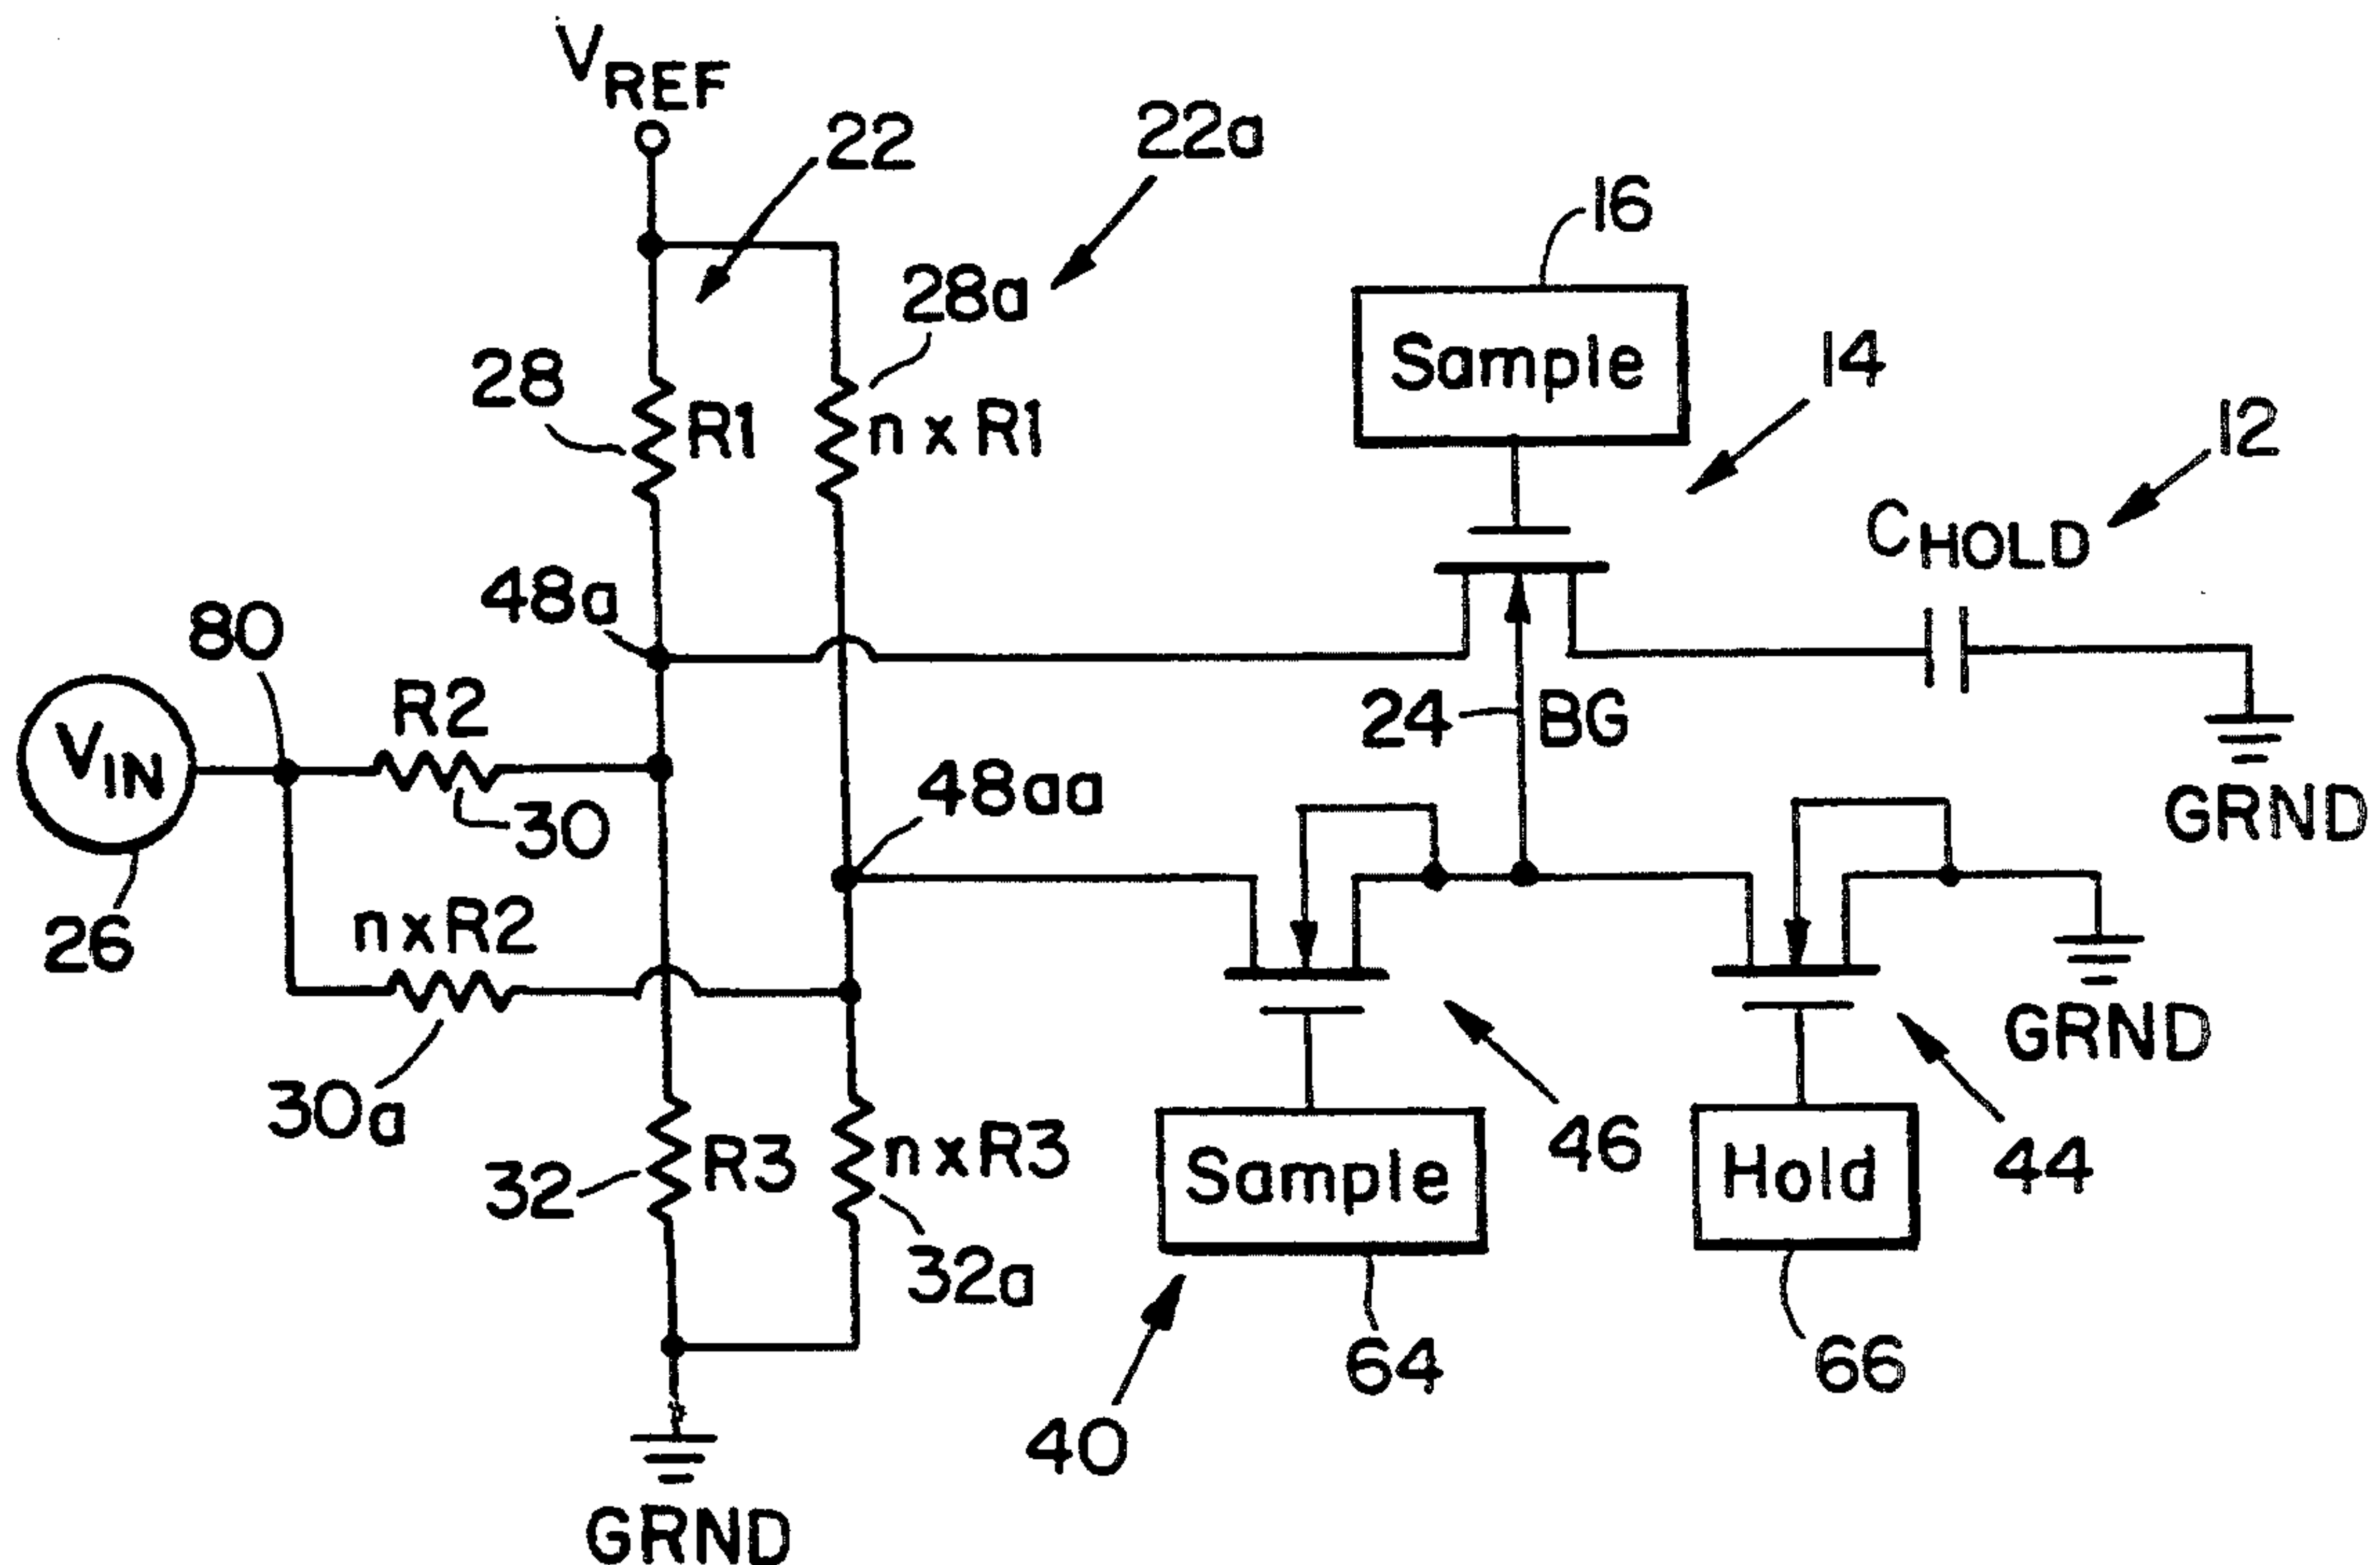 VREF
22
22a
16
28a
Sample
14
28
R1
n x R1
12
CHOLD
48a
80
R2
24
BG
VIN
48aa
30
GRND
26
n x R2
GRND
30a
46
44
32
R3
n x R3
Sample
Hold
32a
64
66
40
GRND